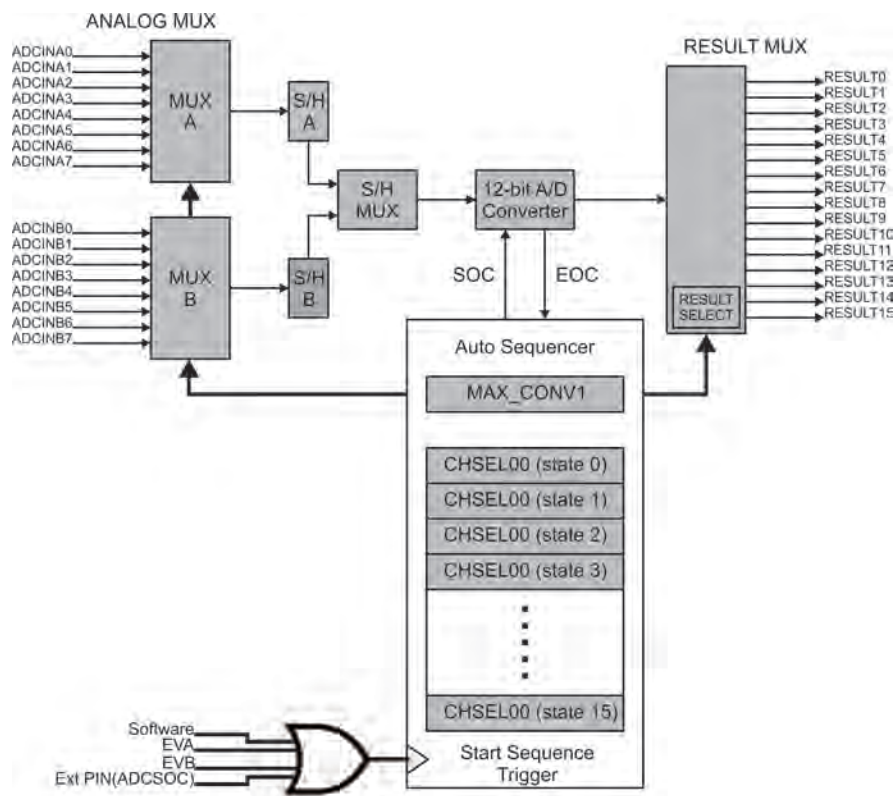 ANALOG MUX
ADCINA0
ADCINA1
ADCINA2
ADCINA3
ADCINA4
ADCINA5
ADCINA6
ADCINA7
MUX
A
S/H
A
ADCINB0
ADCINB1
ADCINB2
ADCINB3
ADCINB4
ADCINB5
ADCINB6
ADCINB7
MUX
B
S/H
B
S/H
MUX
12-bit A/D
Converter
SOC
EOC
RESULT MUX
RESULT0
RESULT1
RESULT2
RESULT3
RESULT4
RESULT5
RESULT6
RESULT7
RESULT8
RESULT9
RESULT10
RESULT11
RESULT12
RESULT13
RESULT14
RESULT15
RESULT
SELECT
Auto Sequencer
MAX_CONV1
CHSEL00 (state 0)
CHSEL00 (state 1)
CHSEL00 (state 2)
CHSEL00 (state 3)
CHSEL00 (state 15)
Software
EVA
EVB
Ext PIN(ADCSOC)
Start Sequence
Trigger